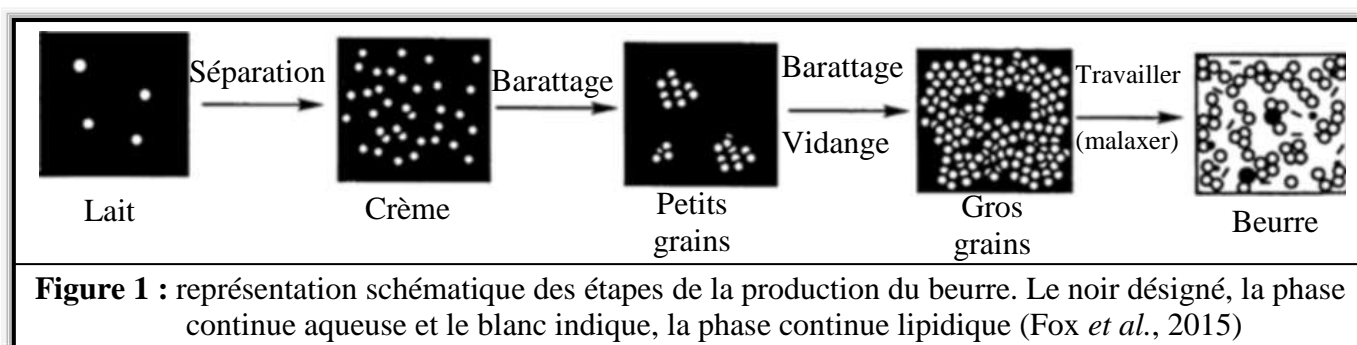 Séparation
Barattage
Barattage
Vidange
Travailler
(malaxer)
Lait
Crème
Petits
grains
Gros
grains
Beurre
Figure 1 : représentation schématique des étapes de la production du beurre. Le noir désigné, la phase
continue aqueuse et le blanc indique, la phase continue lipidique (Fox et al., 2015)